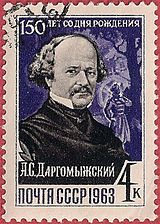 150 ЛЕТ СО ДНЯ РОЖДЕНИЯ
А.С. Даргомыжский
4 К
ПОЧТА СССР 1963